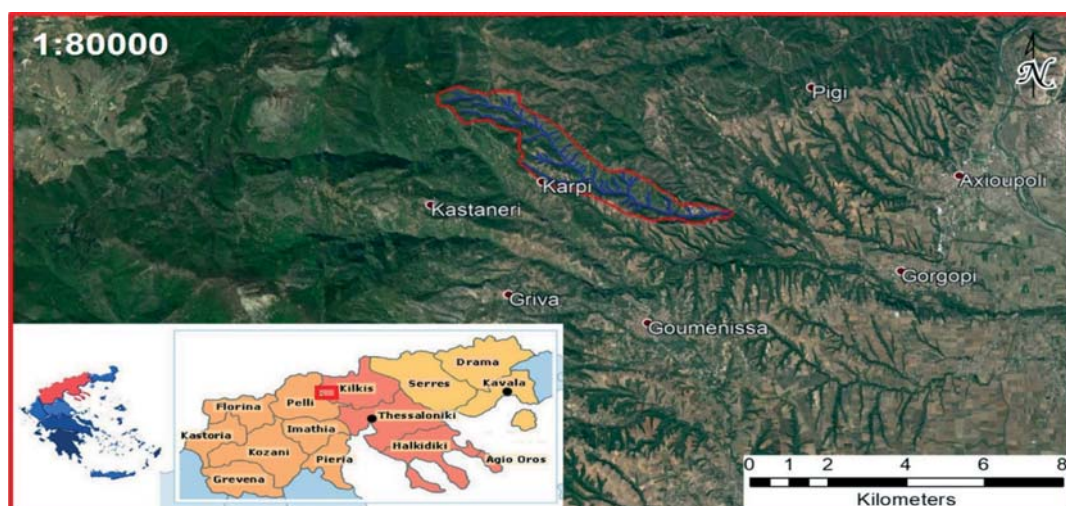 1:80000
N
Pigi
Axioupoli
Karpi
Kastaneri
Gorgopi
Griva
Goumenissa
Drama
Serres
Kavala
Kilkis
Pelli
Florina
Thessaloniki
Imathia
Kastoria
Kozani
Pieria
Halkidiki
Agio Oros
Grevena
0 1 2 4 6 8
Kilometers